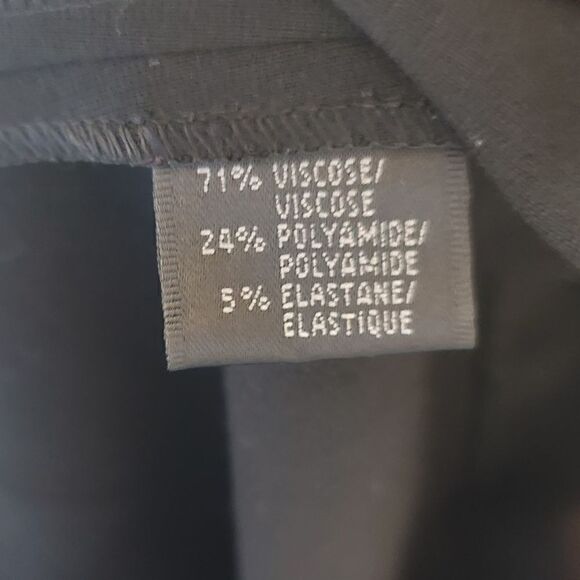 71% VISCOSE/
VISCOSE
24% POLYAMIDE/
POLYAMIDE
5% ELASTANE/
ELASTIQUE